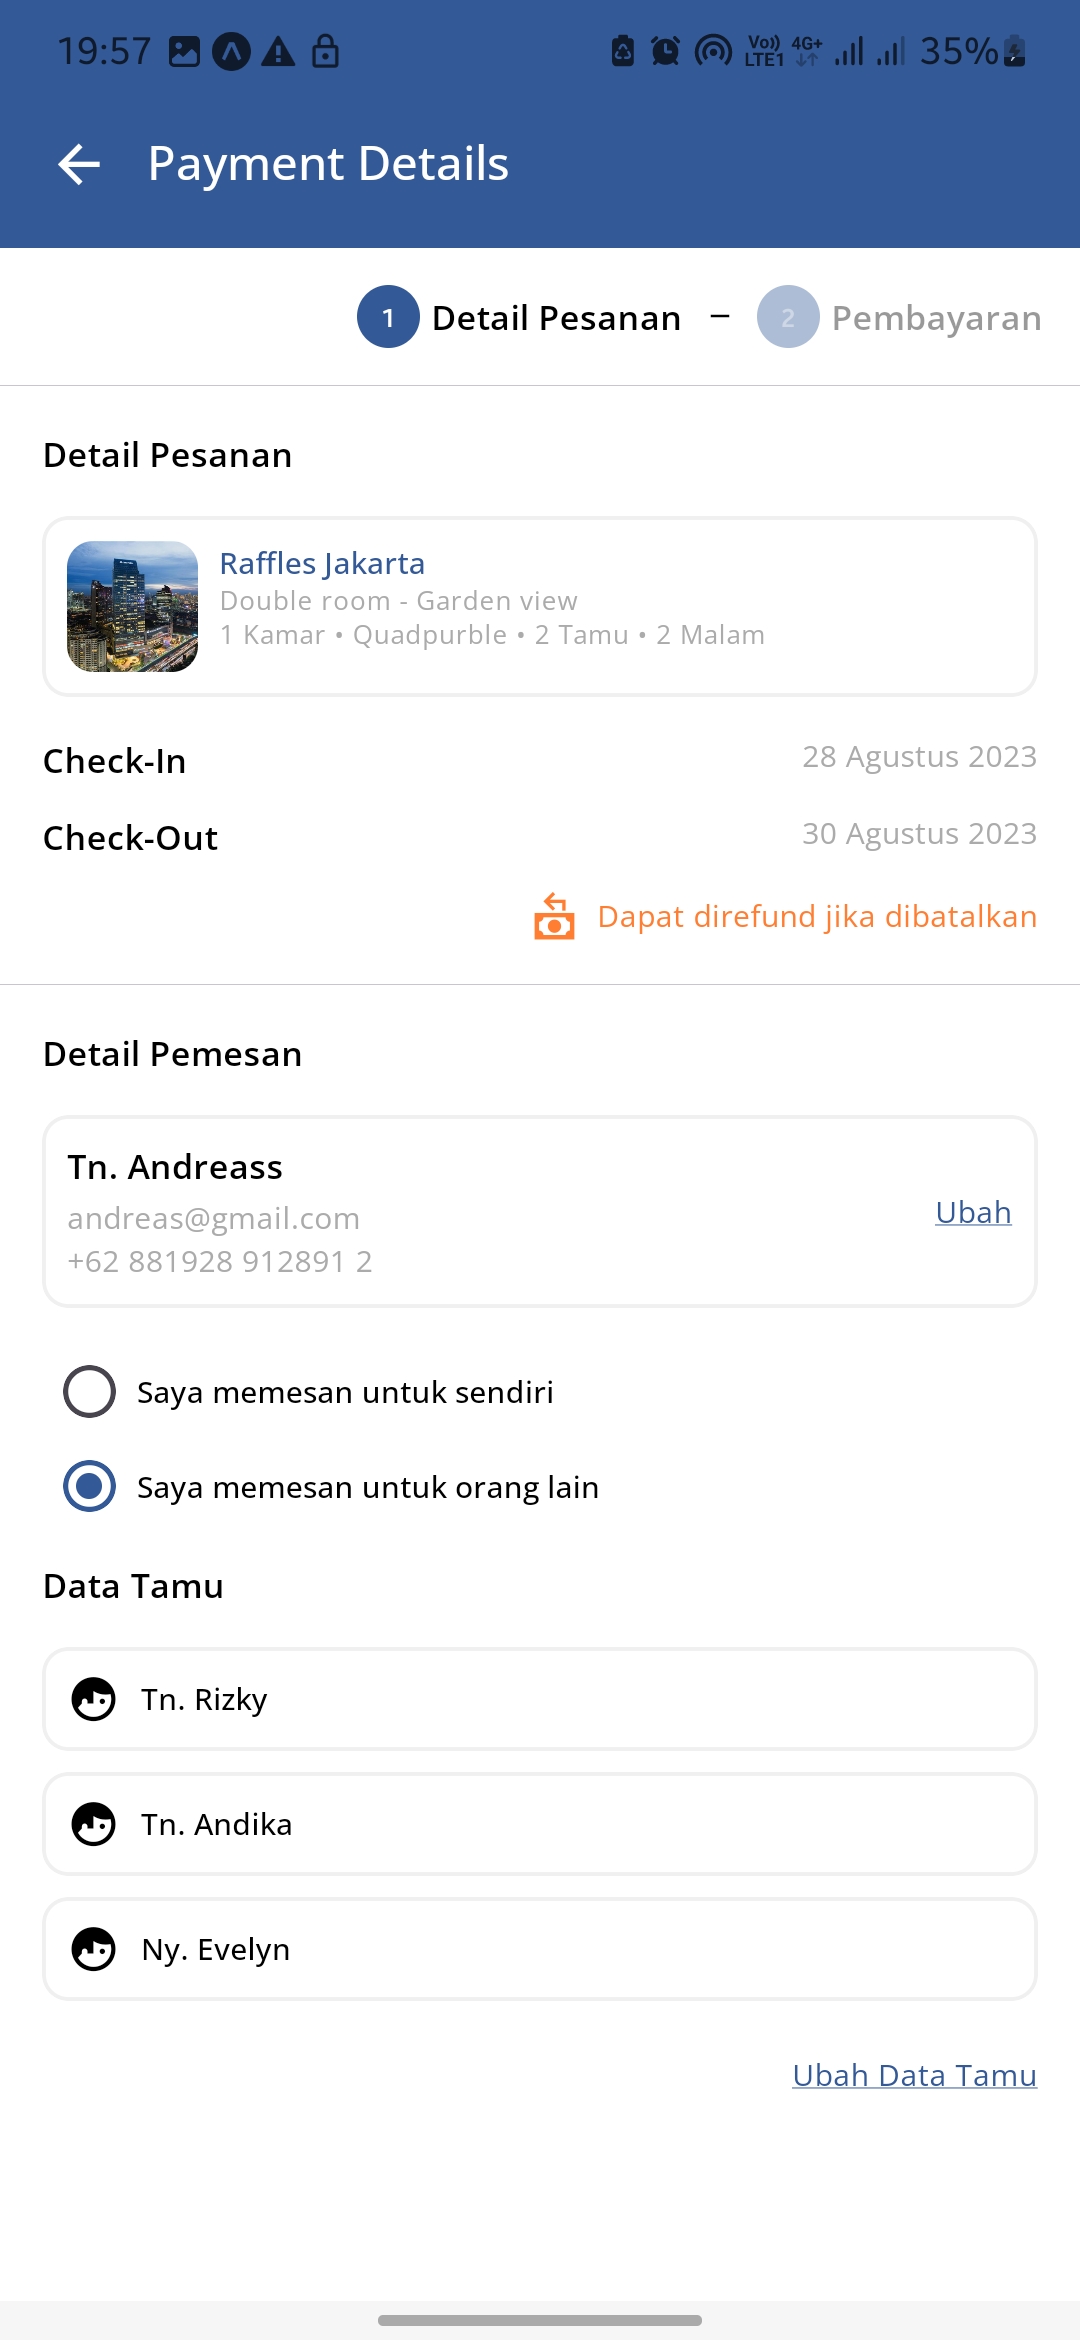 19:57
Vo)) LTE1 4G+ 35%
Payment Details
1 Detail Pesanan – 2 Pembayaran
Detail Pesanan
Raffles Jakarta
Double room - Garden view
1 Kamar • Quadpurble • 2 Tamu • 2 Malam
Check-In 28 Agustus 2023
Check-Out 30 Agustus 2023
Dapat direfund jika dibatalkan
Detail Pemesan
Tn. Andreass
andreas@gmail.com
Ubah
+62 881928 912891 2
Saya memesan untuk sendiri
Saya memesan untuk orang lain
Data Tamu
Tn. Rizky
Tn. Andika
Ny. Evelyn
Ubah Data Tamu